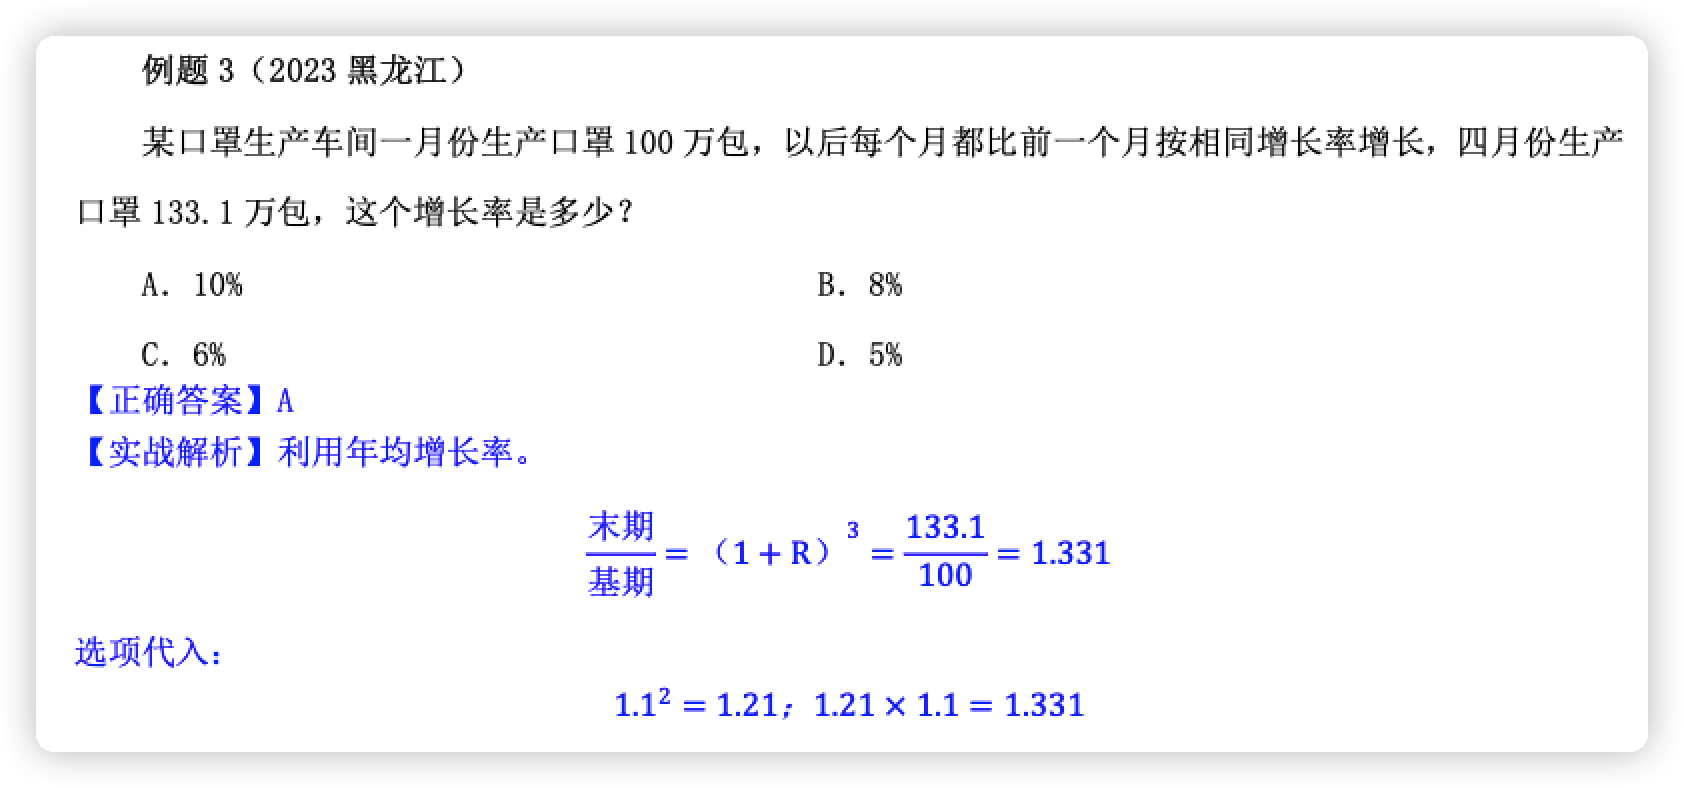 例题 3（2023 黑龙江）
某口罩生产车间一月份生产口罩 100 万包，以后每个月都比前一个月按相同增长率增长，四月份生产
口罩 133.1 万包，这个增长率是多少？
A. 10% B. 8%
C. 6% D. 5%
【正确答案】A
【实战解析】利用年均增长率。
末期/基期 = （1 + R）³ = 133.1/100 = 1.331
选项代入：
1.1² = 1.21；1.21 × 1.1 = 1.331